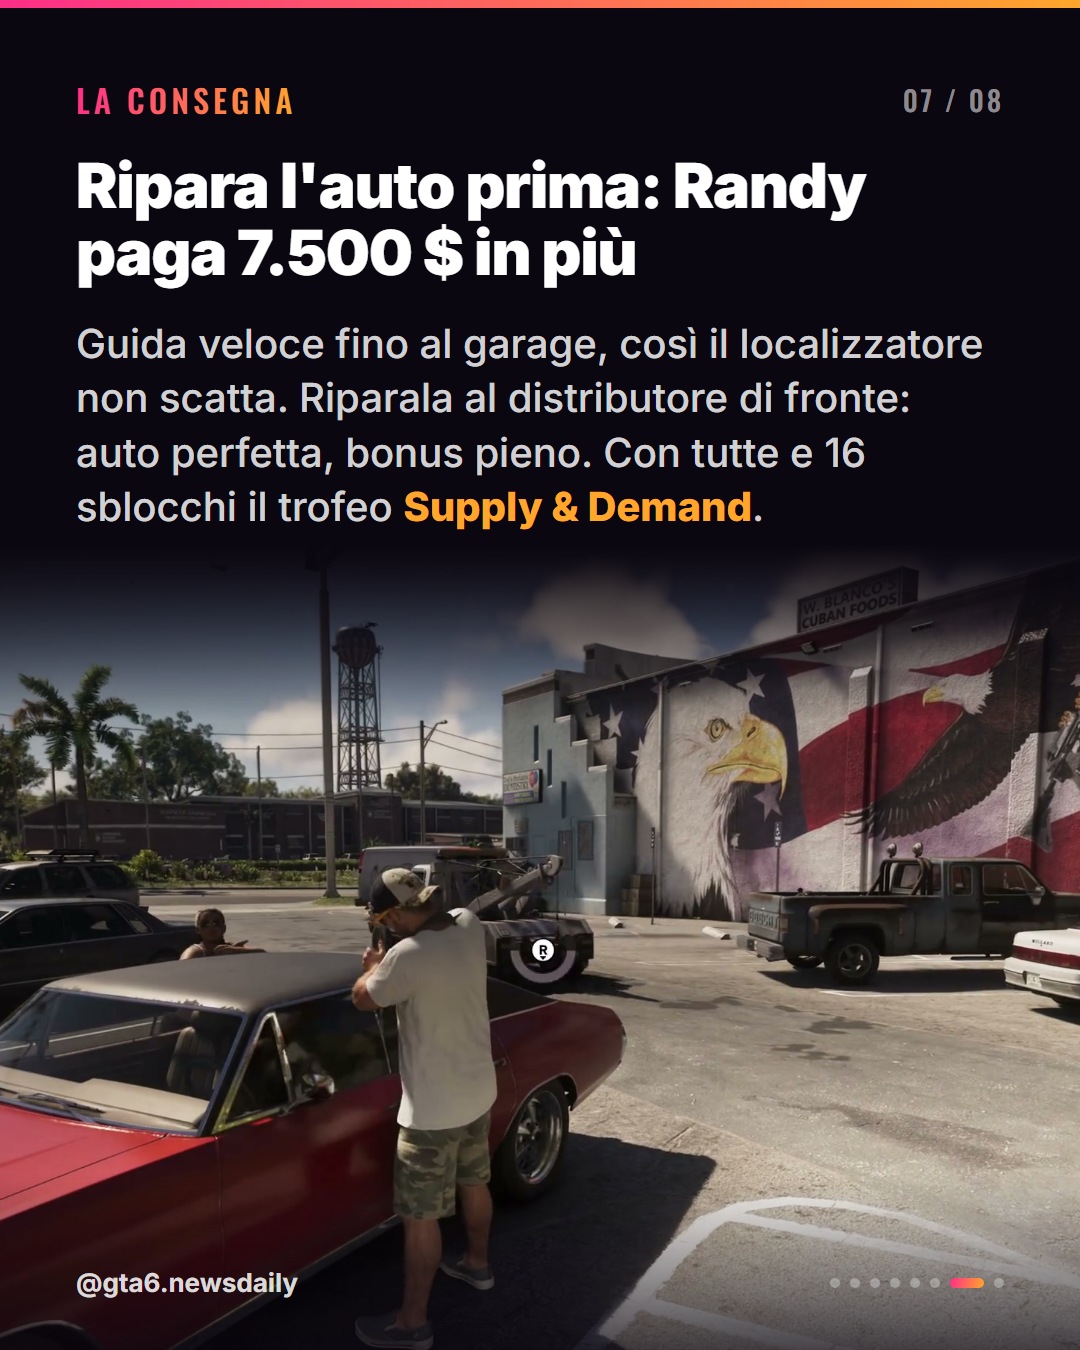 LA CONSEGNA
07 / 08
Ripara l'auto prima: Randy
paga 7.500 $ in più
Guida veloce fino al garage, così il localizzatore
non scatta. Riparala al distributore di fronte:
auto perfetta, bonus pieno. Con tutte e 16
sblocchi il trofeo Supply & Demand.
W. BLANCO'S
CUBAN FOODS
R
@gta6.newsdaily